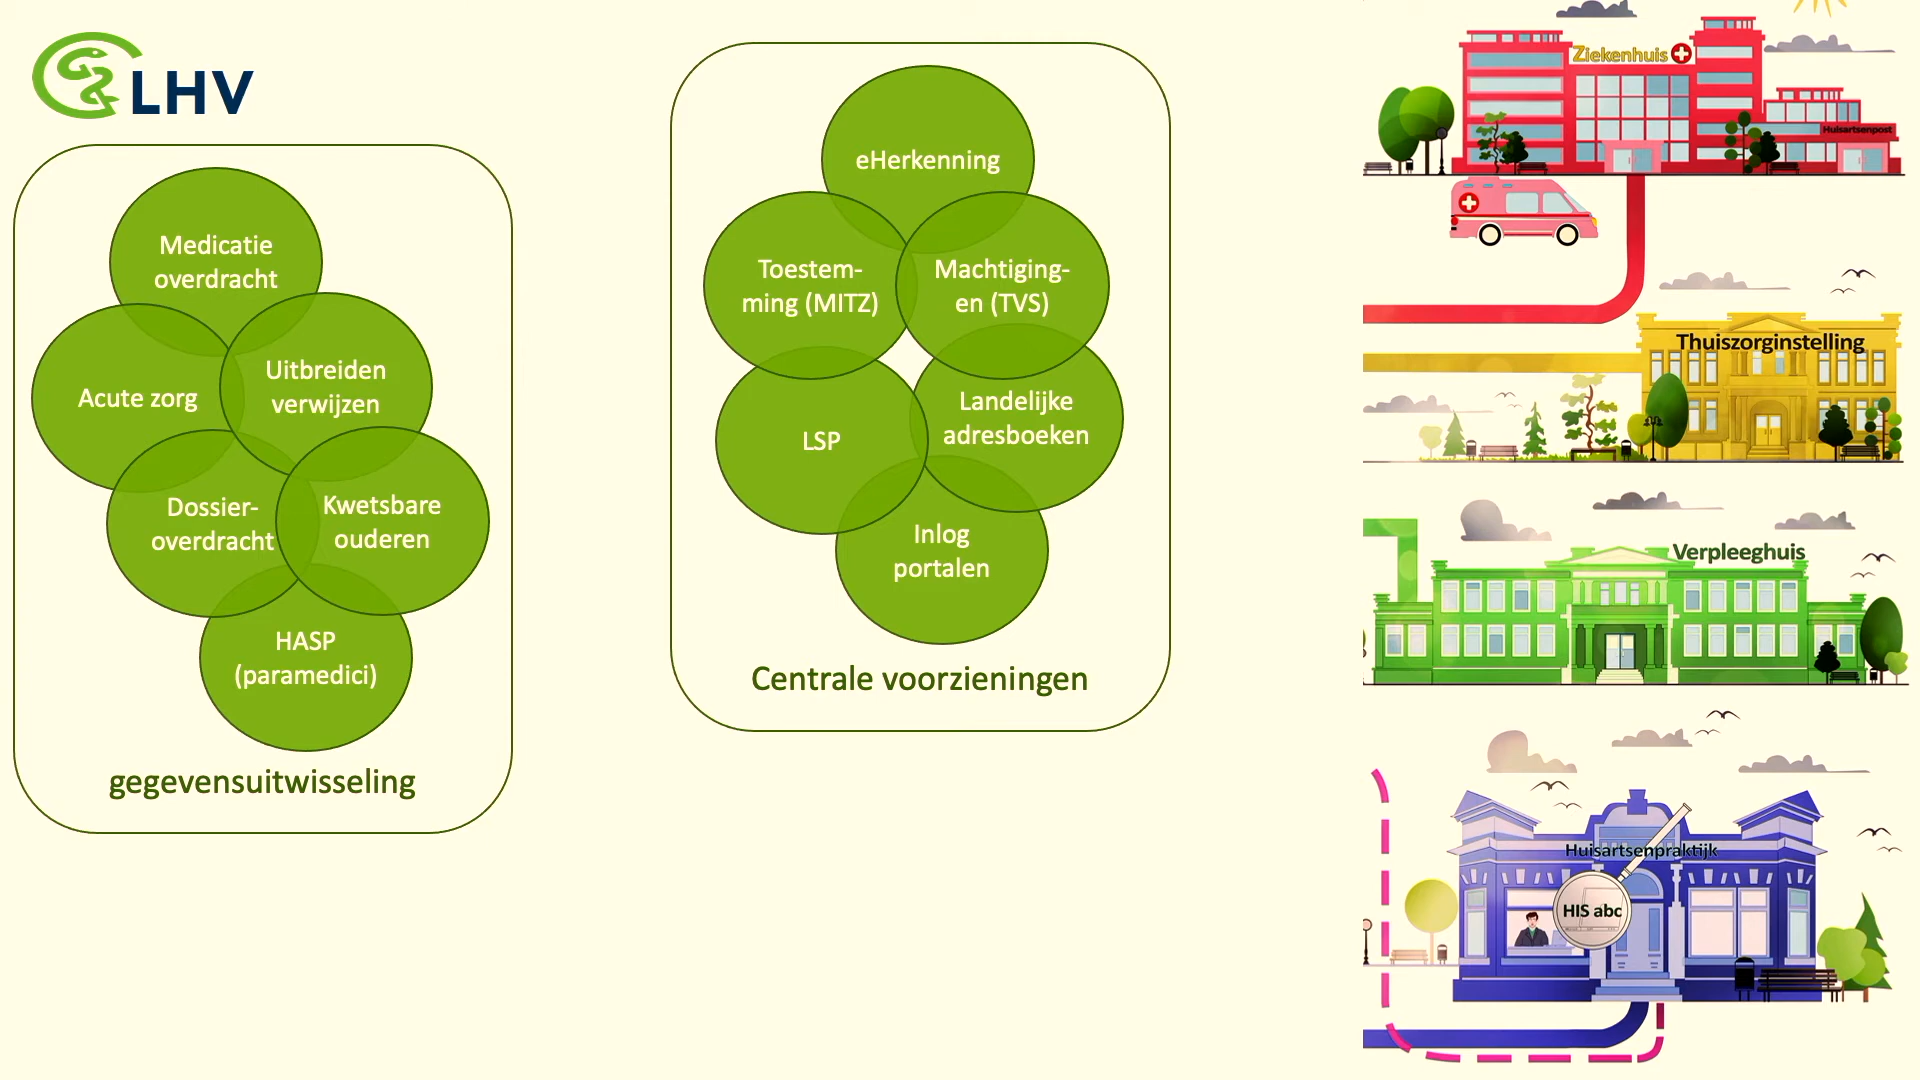 LHV
Medicatie
overdracht
Acute zorg
Uitbreiden
verwijzen
Dossier-
overdracht
Kwetsbare
ouderen
HASP
(paramedici)
gegevensuitwisseling
eHerkenning
Toestem-
ming (MITZ)
Machtiging-
en (TVS)
LSP
Landelijke
adresboeken
Inlog
portalen
Centrale voorzieningen
Ziekenhuis
Huisartsenpost
Thuiszorginstelling
Verpleeghuis
Huisartsenpraktijk
HIS abc